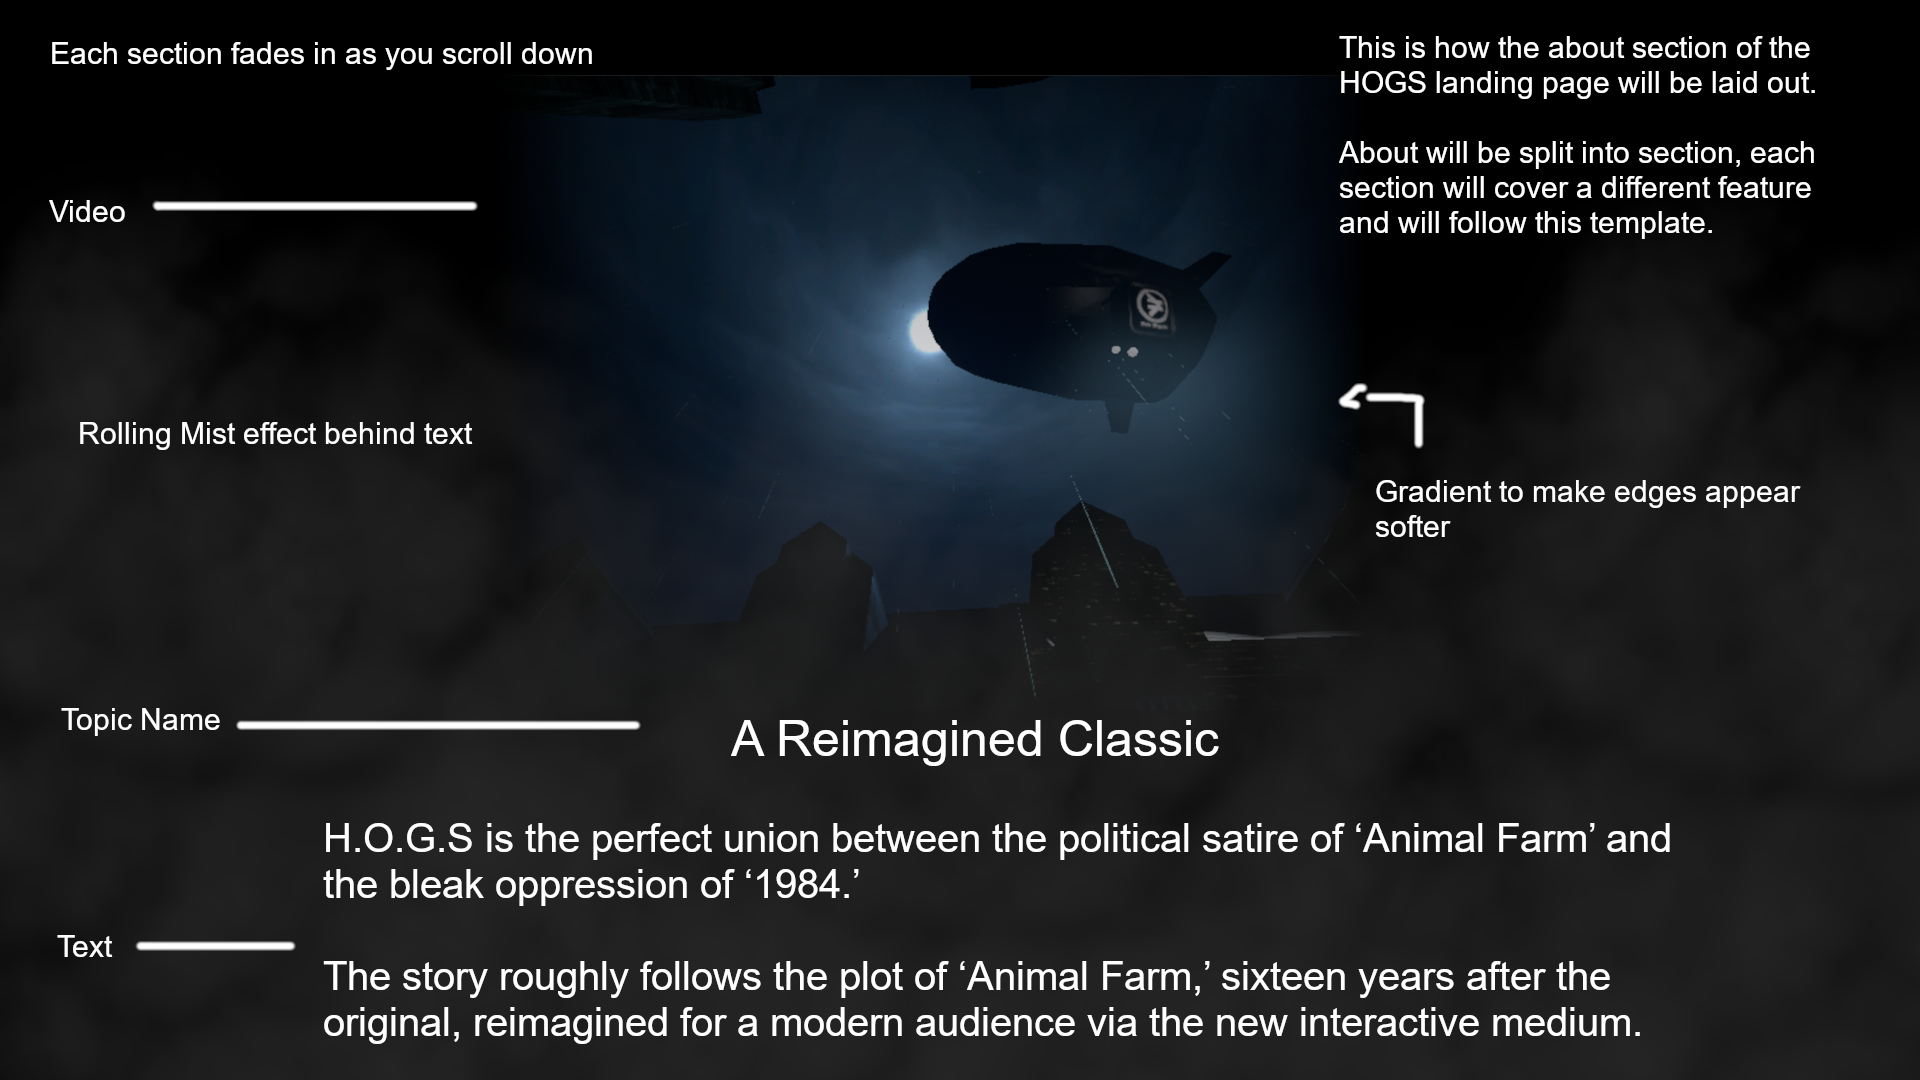 Each section fades in as you scroll down
This is how the about section of the
HOGS landing page will be laid out.
About will be split into section, each
section will cover a different feature
and will follow this template.
Video
Rolling Mist effect behind text
Gradient to make edges appear
softer
Topic Name
A Reimagined Classic
H.O.G.S is the perfect union between the political satire of ‘Animal Farm’ and
the bleak oppression of ‘1984.’
Text
The story roughly follows the plot of ‘Animal Farm,’ sixteen years after the
original, reimagined for a modern audience via the new interactive medium.